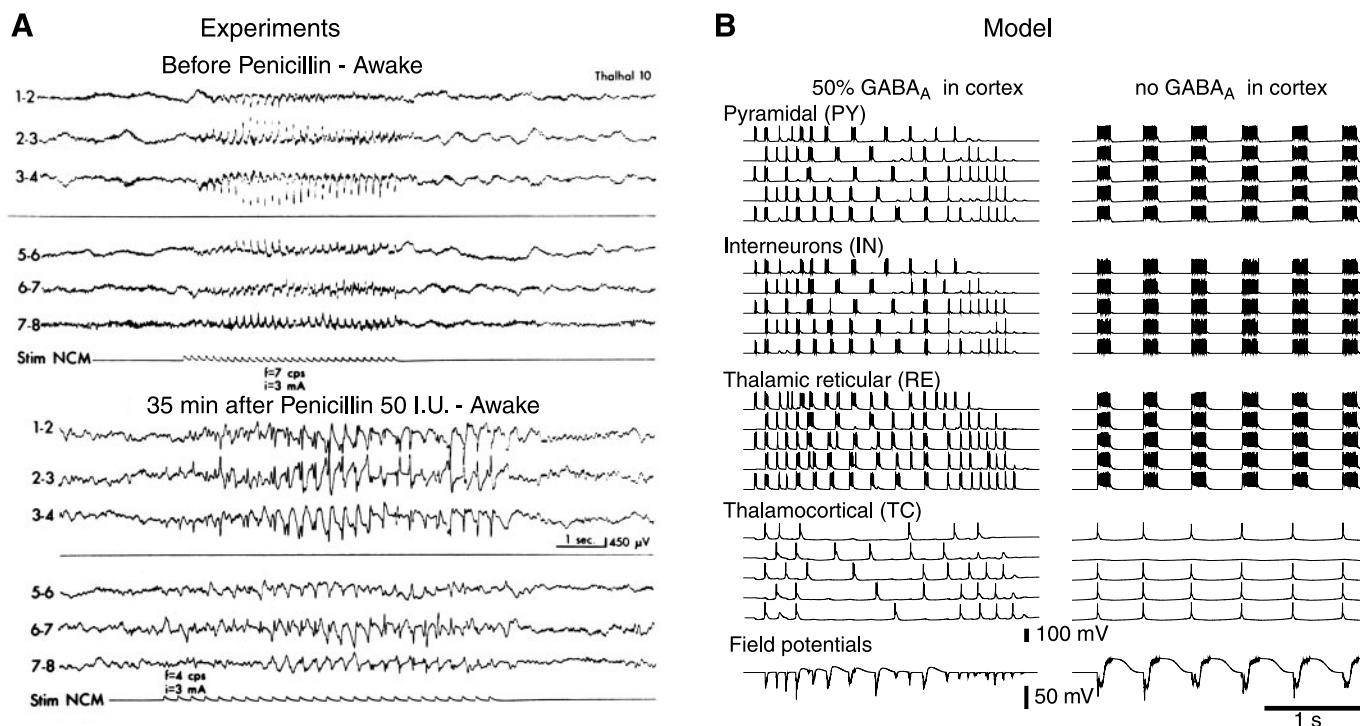 A Experiments
Before Penicillin - Awake
Thalhal 10
1-2
2-3
3-4
5-6
6-7
7-8
Stim NCM
f=7 cps
i=3 mA
35 min after Penicillin 50 I.U. - Awake
1-2
2-3
3-4
1 sec. 450 µV
5-6
6-7
7-8
f=4 cps
i=3 mA
Stim NCM
B Model
50% GABAA in cortex no GABAA in cortex
Pyramidal (PY)
Interneurons (IN)
Thalamic reticular (RE)
Thalamocortical (TC)
100 mV
Field potentials
50 mV
1 s